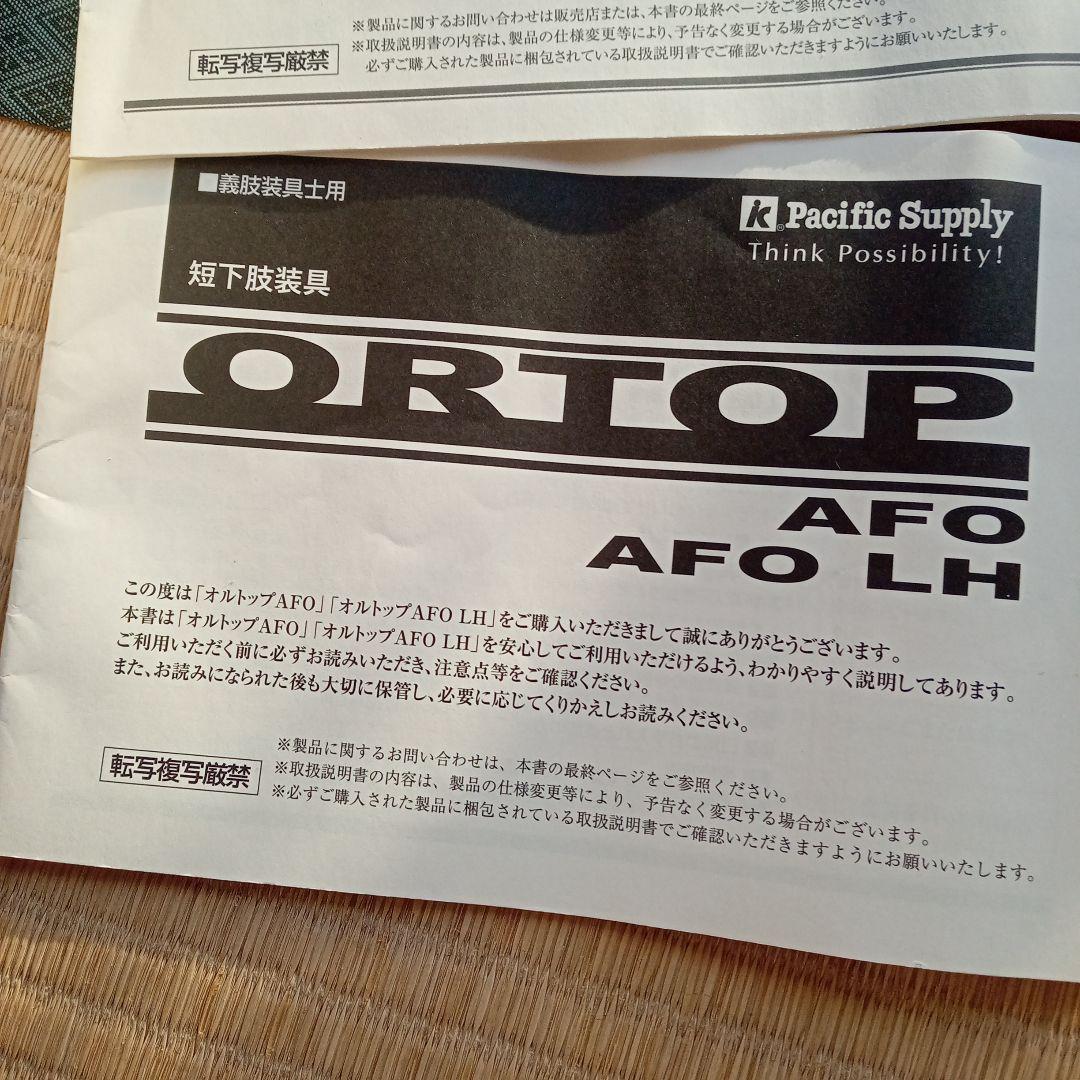 ※製品に関するお問い合わせは販売店または、本書の最終ページをご参照ください。
※取扱説明書の内容は、製品の仕様変更等により、予告なく変更する場合がございます。
必ずご購入された製品に梱包されている取扱説明書でご確認いただきますようにお願いいたします。
転写複写厳禁
■義肢装具士用
Pacific Supply
Think Possibility!
短下肢装具
ORTOP
AFO
AFO LH
この度は「オルトップAFO」「オルトップAFO LH」をご購入いただきまして誠にありがとうございます。
本書は「オルトップAFO」「オルトップAFO LH」を安心してご利用いただけるよう、わかりやすく説明してあります。
ご利用いただく前に必ずお読みいただき、注意点等をご確認ください。
また、お読みになられた後も大切に保管し、必要に応じてくりかえしお読みください。
転写複写厳禁
※製品に関するお問い合わせは、本書の最終ページをご参照ください。
※取扱説明書の内容は、製品の仕様変更等により、予告なく変更する場合がございます。
※必ずご購入された製品に梱包されている取扱説明書でご確認いただきますようにお願いいたします。